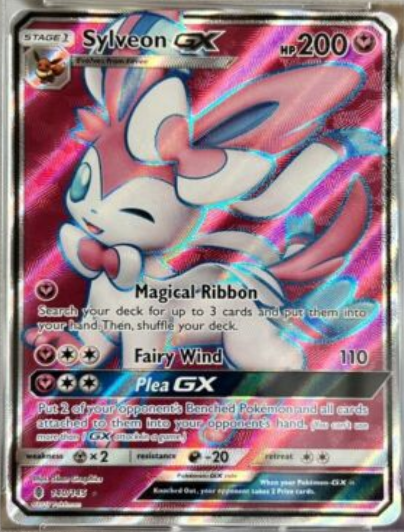 STAGE 1 Sylveon GX HP 200
Evolves from Eevee
Magical Ribbon
Search your deck for up to 3 cards and put them into
your hand. Then, shuffle your deck.
Fairy Wind 110
Plea GX
Put 2 of your opponent's Benched Pokémon and all cards
attached to them into your opponent's hand. (You can't use
more than 1 GX attack in a game.)
weakness ×2 resistance -20 retreat
Pokémon-GX rule
140/145 When your Pokémon-GX is
Knocked Out, your opponent takes 2 Prize cards.